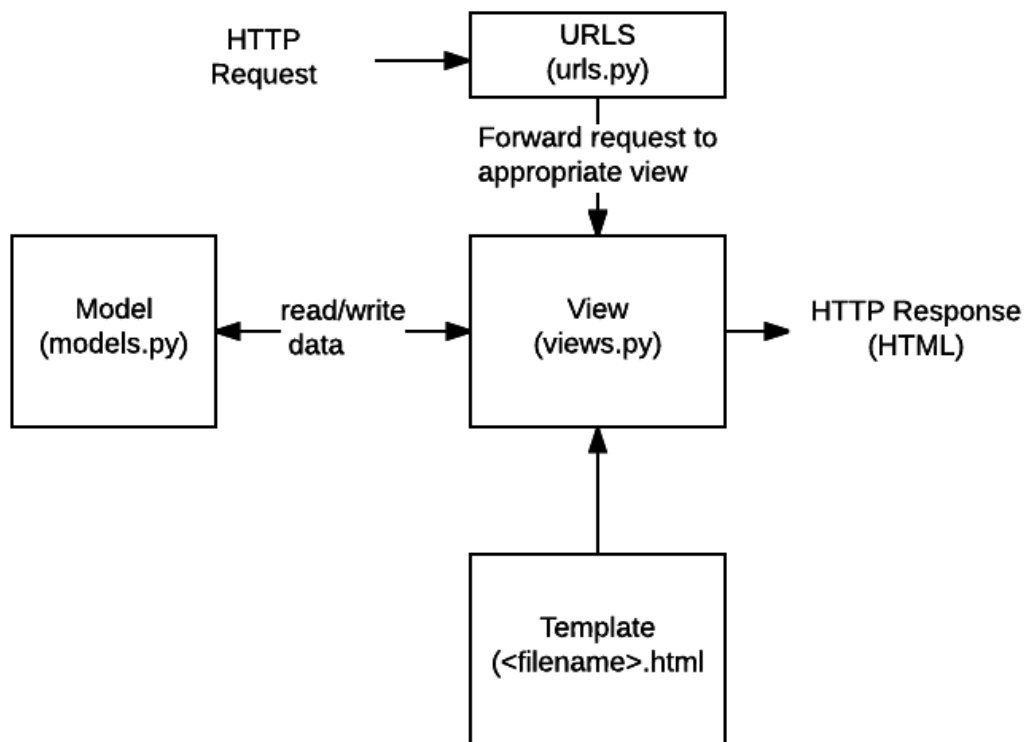 HTTP
Request
URLS
(urls.py)
Forward request to
appropriate view
Model
(models.py)
read/write
data
View
(views.py)
HTTP Response
(HTML)
Template
(<filename>.html